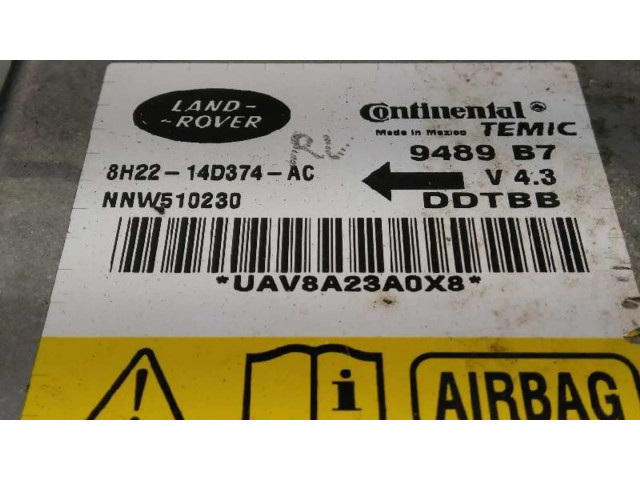 LAND-
~ROVER
Continental
Made in Mexico TEMIC
9489 B7
8H22-14D374-AC
V 4.3
NNW510230
DDTBB
*UAV8A23A0X8*
AIRBAG